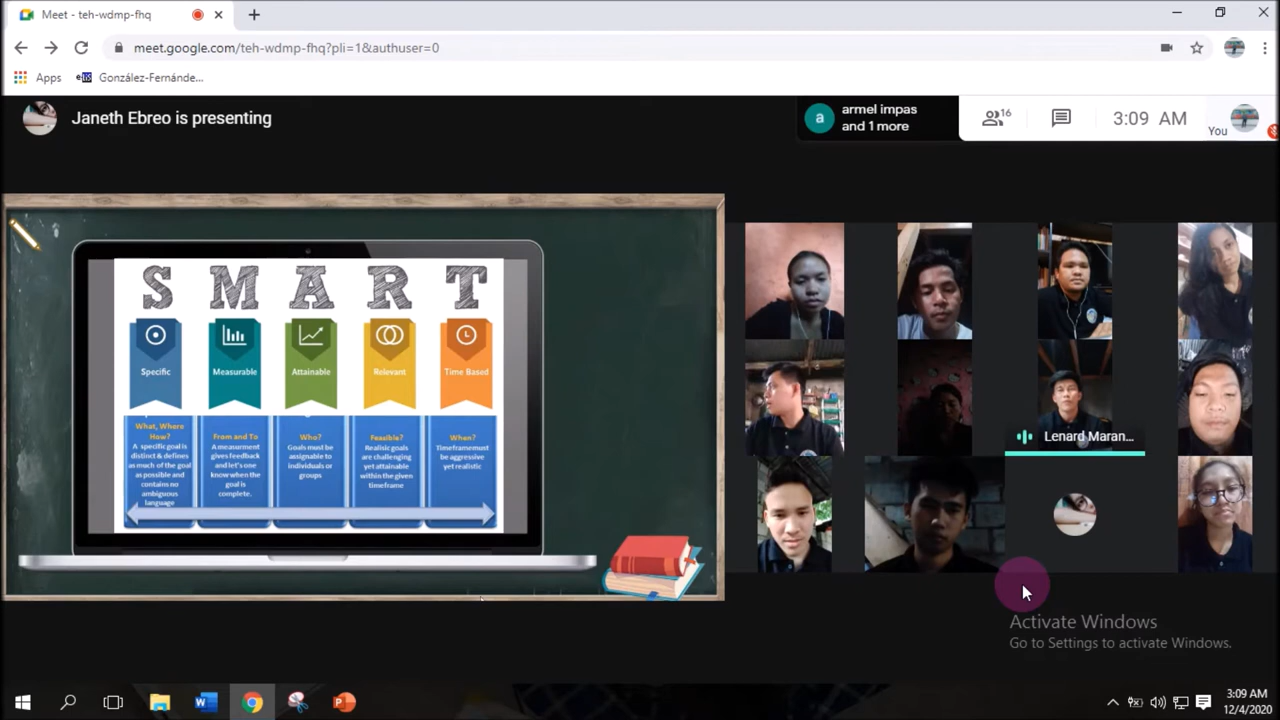 Meet - teh-wdmp-fhq
meet.google.com/teh-wdmp-fhq?pli=1&authuser=0
Apps
González-Fernánde...
Janeth Ebreo is presenting
a
armel impas
and 1 more
16
3:09 AM
You
S M A R T
Specific
Measurable
Attainable
Relevant
Time Based
What, Where
How?
A specific goal is
distinct & defines
as much of the goal
as possible and
contains no
ambiguous
language
From and To
A measurment
gives feedback
and let's one
know when the
goal is
complete.
Who?
Goals must be
assignable to
individuals or
groups
Feasible?
Realisic goals
are challenging
yet attainable
within the given
timeframe
When?
Timeframe must
be aggressive
yet realistic
Lenard Maran...
Activate Windows
Go to Settings to activate Windows.
3:09 AM
12/4/2020